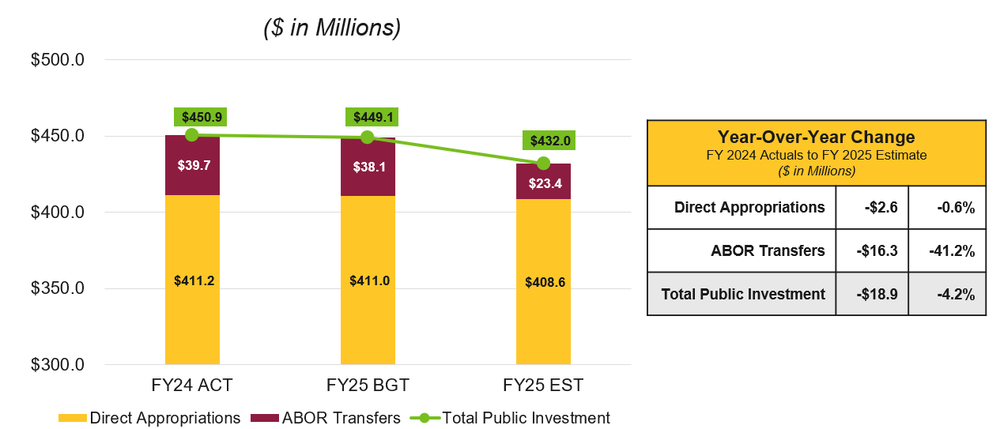 ($ in Millions)
$500.0
$450.0
$400.0
$350.0
$300.0
$450.9
$449.1
$432.0
$39.7
$38.1
$23.4
$411.2
$411.0
$408.6
FY24 ACT
FY25 BGT
FY25 EST
Direct Appropriations
ABOR Transfers
Total Public Investment
Year-Over-Year Change
FY 2024 Actuals to FY 2025 Estimate
($ in Millions)
Direct Appropriations -$2.6 -0.6%
ABOR Transfers -$16.3 -41.2%
Total Public Investment -$18.9 -4.2%